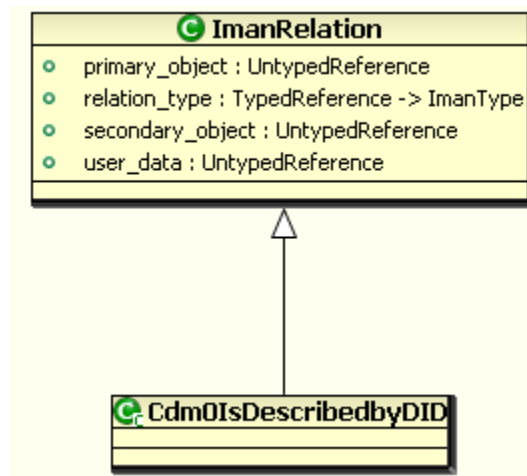 ImanRelation
primary_object : UntypedReference
relation_type : TypedReference -> ImanType
secondary_object : UntypedReference
user_data : UntypedReference
Cdm0IsDescribedbyDID